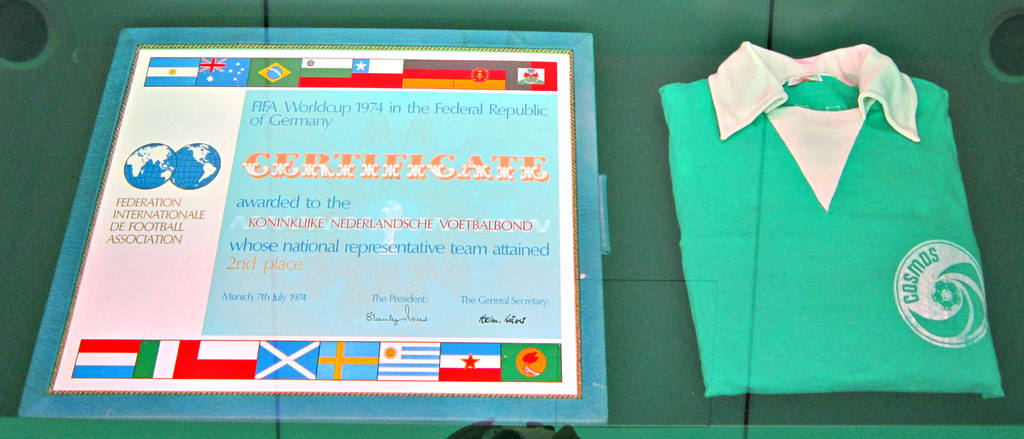 FIFA Worldcup 1974 in the Federal Republic
of Germany
CERTIFICATE
FEDERATION
INTERNATIONALE
DE FOOTBALL
ASSOCIATION
awarded to the
KONINKLIJKE NEDERLANDSCHE VOETBALBOND
whose national representative team attained
2nd place
Munich, 7th July 1974
The President:
The General Secretary:
COSMOS